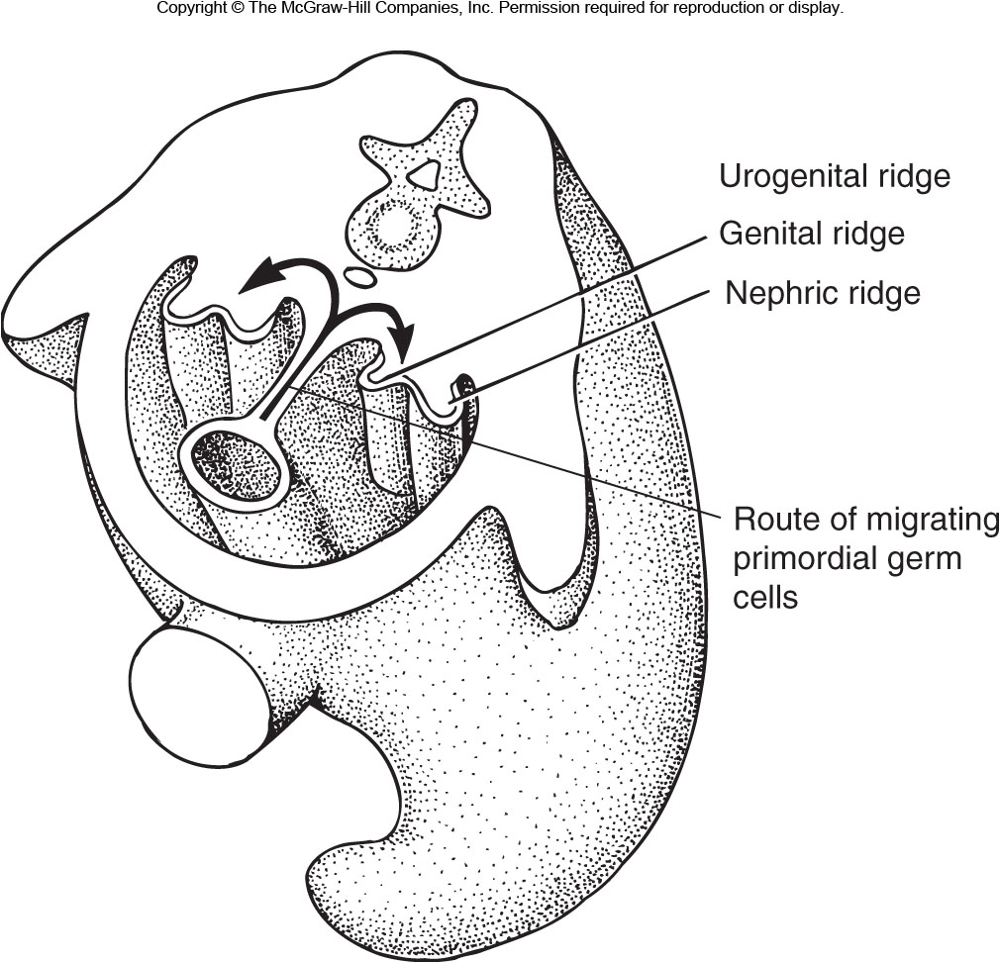 Copyright © The McGraw-Hill Companies, Inc. Permission required for reproduction or display.
Urogenital ridge
Genital ridge
Nephric ridge
Route of migrating
primordial germ
cells